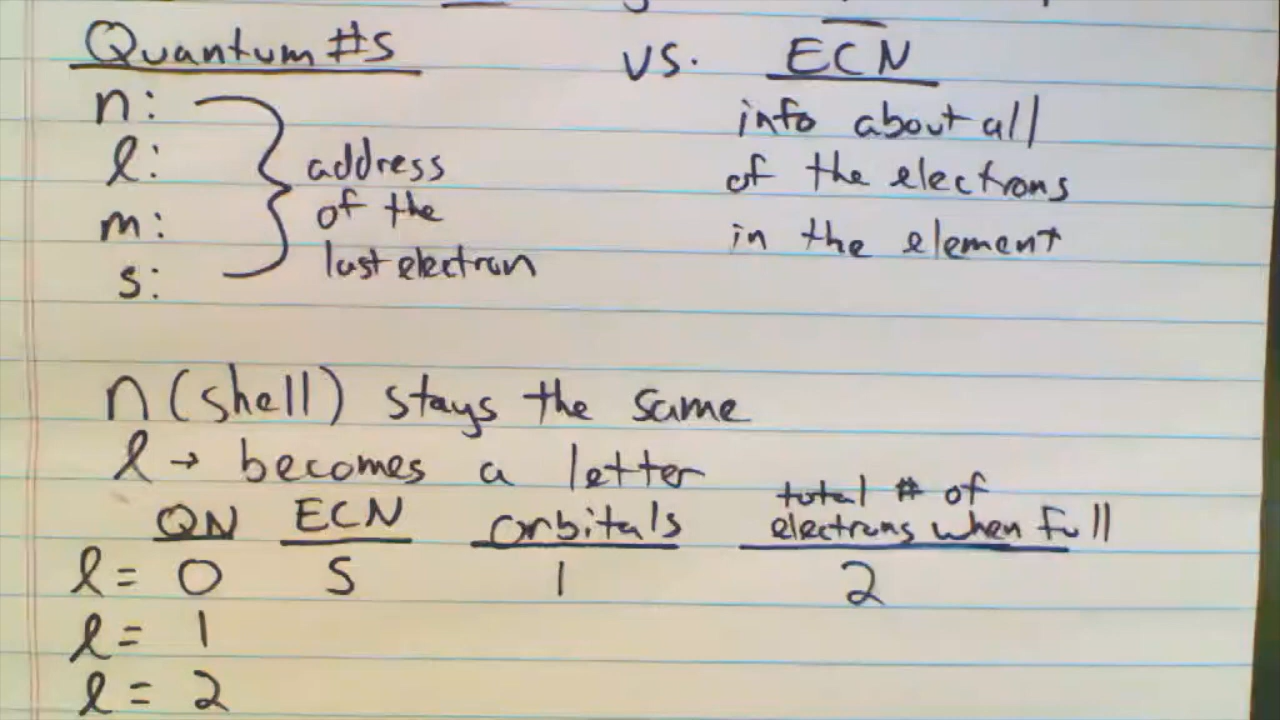 Quantum #s vs. ECN
n: info about all
l: address of the electrons
m: of the in the element
s: last electron
n (shell) stays the same
l → becomes a letter
QN ECN orbitals total # of electrons when full
l = 0 S 1 2
l = 1
l = 2